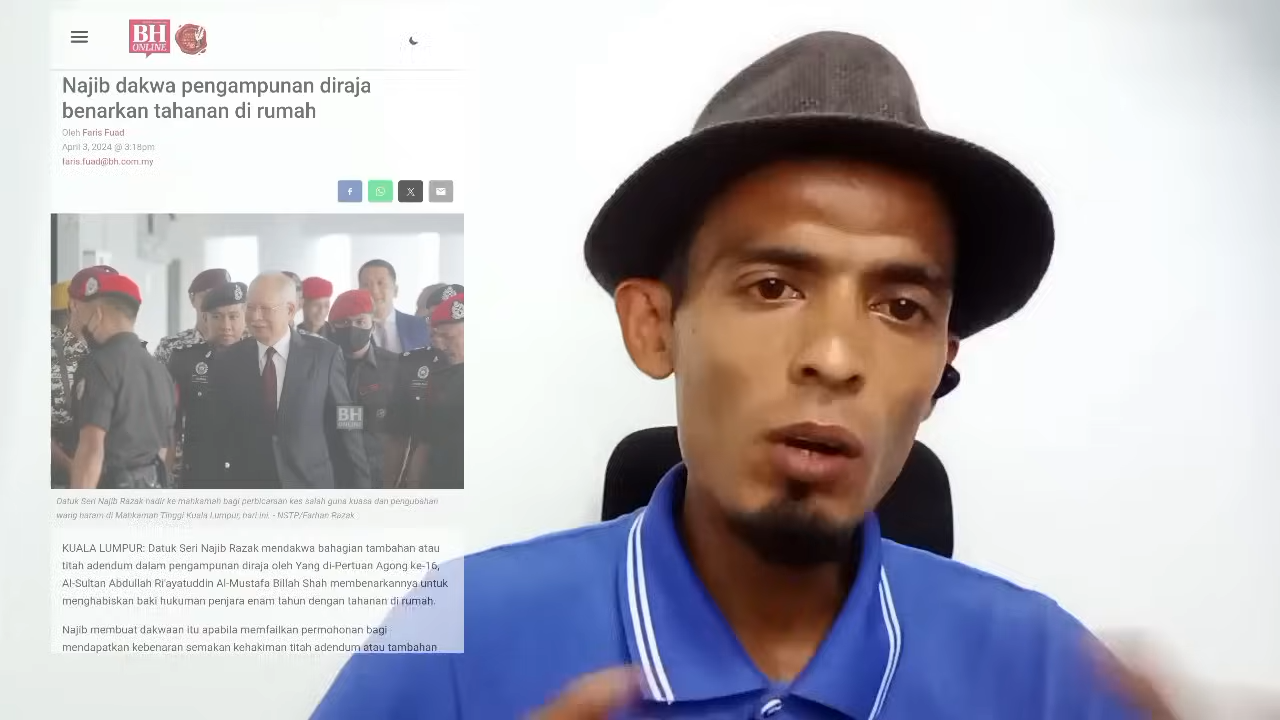 BH
ONLINE
Najib dakwa pengampunan diraja
benarkan tahanan di rumah
Oleh Faris Fuad
April 3, 2024 @ 3:18pm
faris.fuad@bh.com.my
BH
ONLINE
Datuk Seri Najib Razak hadir ke mahkamah bagi perbicaraan kes salah guna kuasa dan pengubahan
wang haram di Mahkamah Tinggi Kuala Lumpur, hari ini. - NSTP/Farhan Razak
KUALA LUMPUR: Datuk Seri Najib Razak mendakwa bahagian tambahan atau
titah adendum dalam pengampunan diraja oleh Yang di-Pertuan Agong ke-16,
Al-Sultan Abdullah Ri'ayatuddin Al-Mustafa Billah Shah membenarkannya untuk
menghabiskan baki hukuman penjara enam tahun dengan tahanan di rumah.
Najib membuat dakwaan itu apabila memfailkan permohonan bagi
mendapatkan kebenaran semakan kehakiman titah adendum atau tambahan